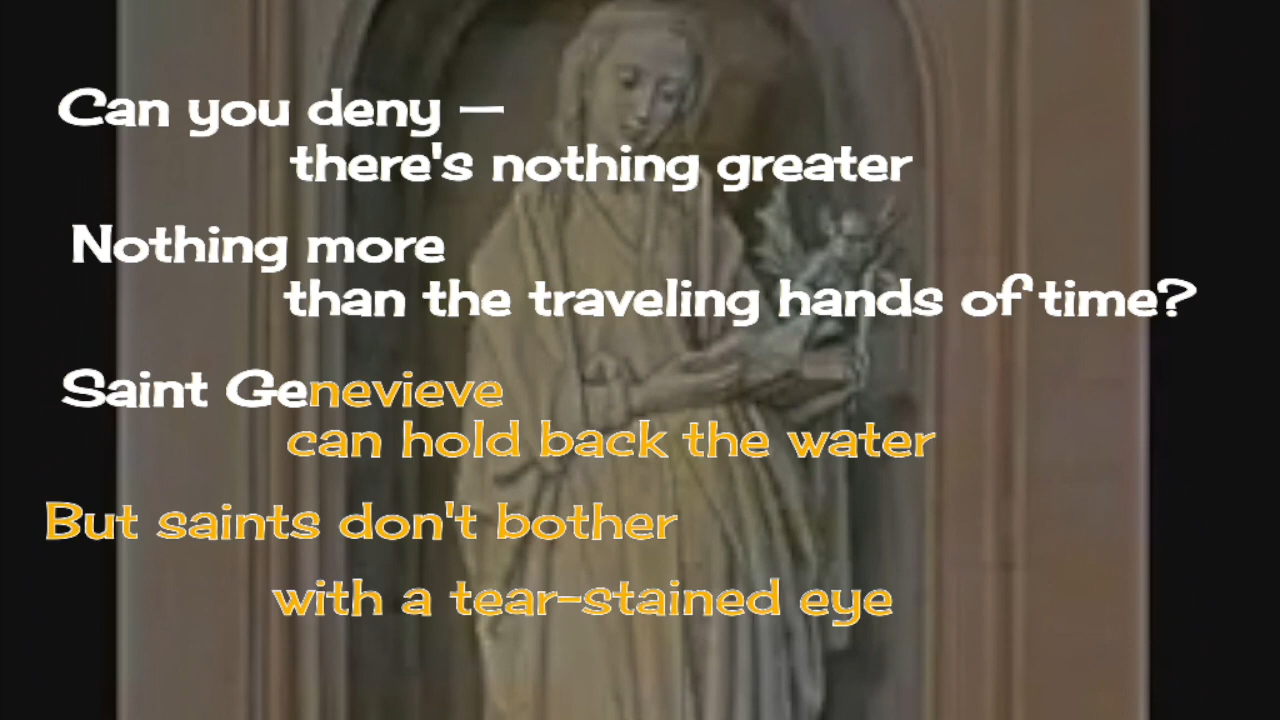 Can you deny —
there's nothing greater
Nothing more
than the traveling hands of time?
Saint Genevieve
can hold back the water
But saints don't bother
with a tear-stained eye